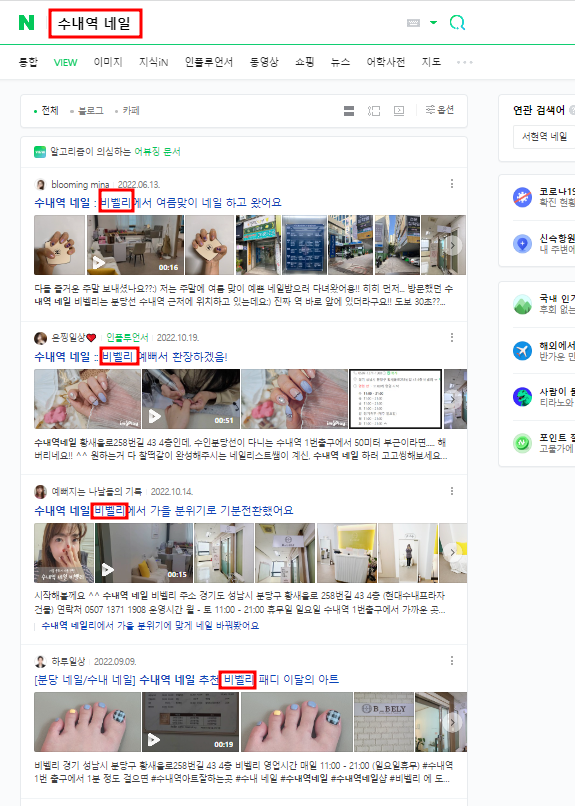 N 수내역 네일
통합 VIEW 이미지 지식iN 인플루언서 동영상 쇼핑 뉴스 어학사전 지도
전체 블로그 카페 옵션
연관 검색어
서현역 네일
알고리즘이 의심하는 어뷰징 문서
blooming mina 2022.06.13.
수내역 네일 : 비벨리에서 여름맞이 네일 하고 왔어요
00:16
다들 즐거운 주말 보내셨나요??:) 저는 주말에 여름 맞이 예쁜 네일받으러 다녀왔어용!! 히히 먼저.. 방문했던 수
내역 네일 비벨리는 분당선 수내역 근저에 위치하고 있는데요:) 진짜 역 바로 앞에 있더라구요!! 도보 30초??...
코로나19
확진 현황
신속항원
내 주변에
윤찡일상 인플루언서 2022.10.19.
수내역 네일 :: 비벨리 예뻐서 환장하겠음!
00:51
수내역네일 황새울로258번길 43 4층인데, 수인분당선이 다니는 수내역 1번출구에서 50미터 부근이라면.... 해
버리네요!! ^^ 원하는거 다 찰떡같이 완성해주시는 네일리스트쌤이 계신, 수내역 네일 하러 고고씽해보세요...
국내 인기
후회 없는
해외에서
반가운 만
사람이 몰
티라노와
포인트 잘
고물가에
예뻐지는 나날들의 기록 2022.10.14.
수내역 네일 비벨리에서 가을 분위기로 기분전환했어요
수내역 네일 비벨리
00:15
시작해볼께요 ^^ 수내역 네일 비벨리 주소 경기도 성남시 분당구 황새울로 258번길 43 4층 (현대수내프라자
건물) 연락처 0507 1371 1908 운영시간 월 - 토 11:00 - 21:00 휴무일 일요일 수내역 1번출구에서 가까운 곳...
수내역 네일리에서 가을 분위기에 맞게 네일 바꿔봤어요
하루일상 2022.09.09.
[분당 네일/수내 네일] 수내역 네일 추천 비벨리 패디 이달의 아트
00:19
B_BELY
비벨리 경기 성남시 분당구 황새울로258번길 43 4층 비벨리 영업시간 매일 11:00 - 21:00 (일요일휴무) #수내역
1번 출구에서 1분 정도 걸으면 #수내역아트잘하는곳 #수내 네일 #수내역네일 #수내역네일샵 #비벨리 에 도...